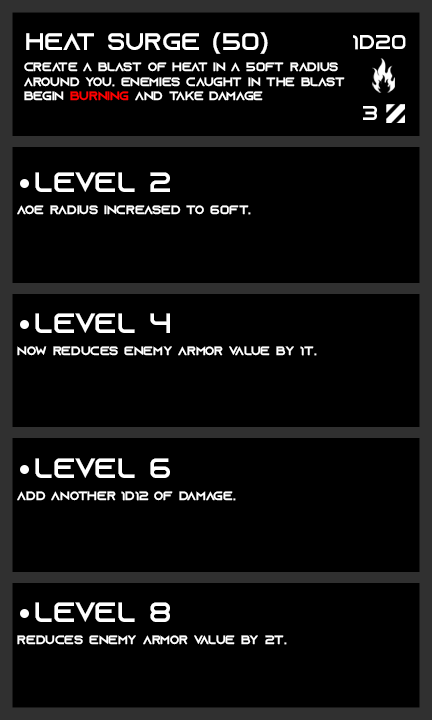 HEAT SURGE (50)
1D20
CREATE A BLAST OF HEAT IN A 50FT RADIUS
AROUND YOU. ENEMIES CAUGHT IN THE BLAST
BEGIN BURNING AND TAKE DAMAGE
3
•LEVEL 2
AOE RADIUS INCREASED TO 60FT.
•LEVEL 4
NOW REDUCES ENEMY ARMOR VALUE BY 1T.
•LEVEL 6
ADD ANOTHER 1D12 OF DAMAGE.
•LEVEL 8
REDUCES ENEMY ARMOR VALUE BY 2T.